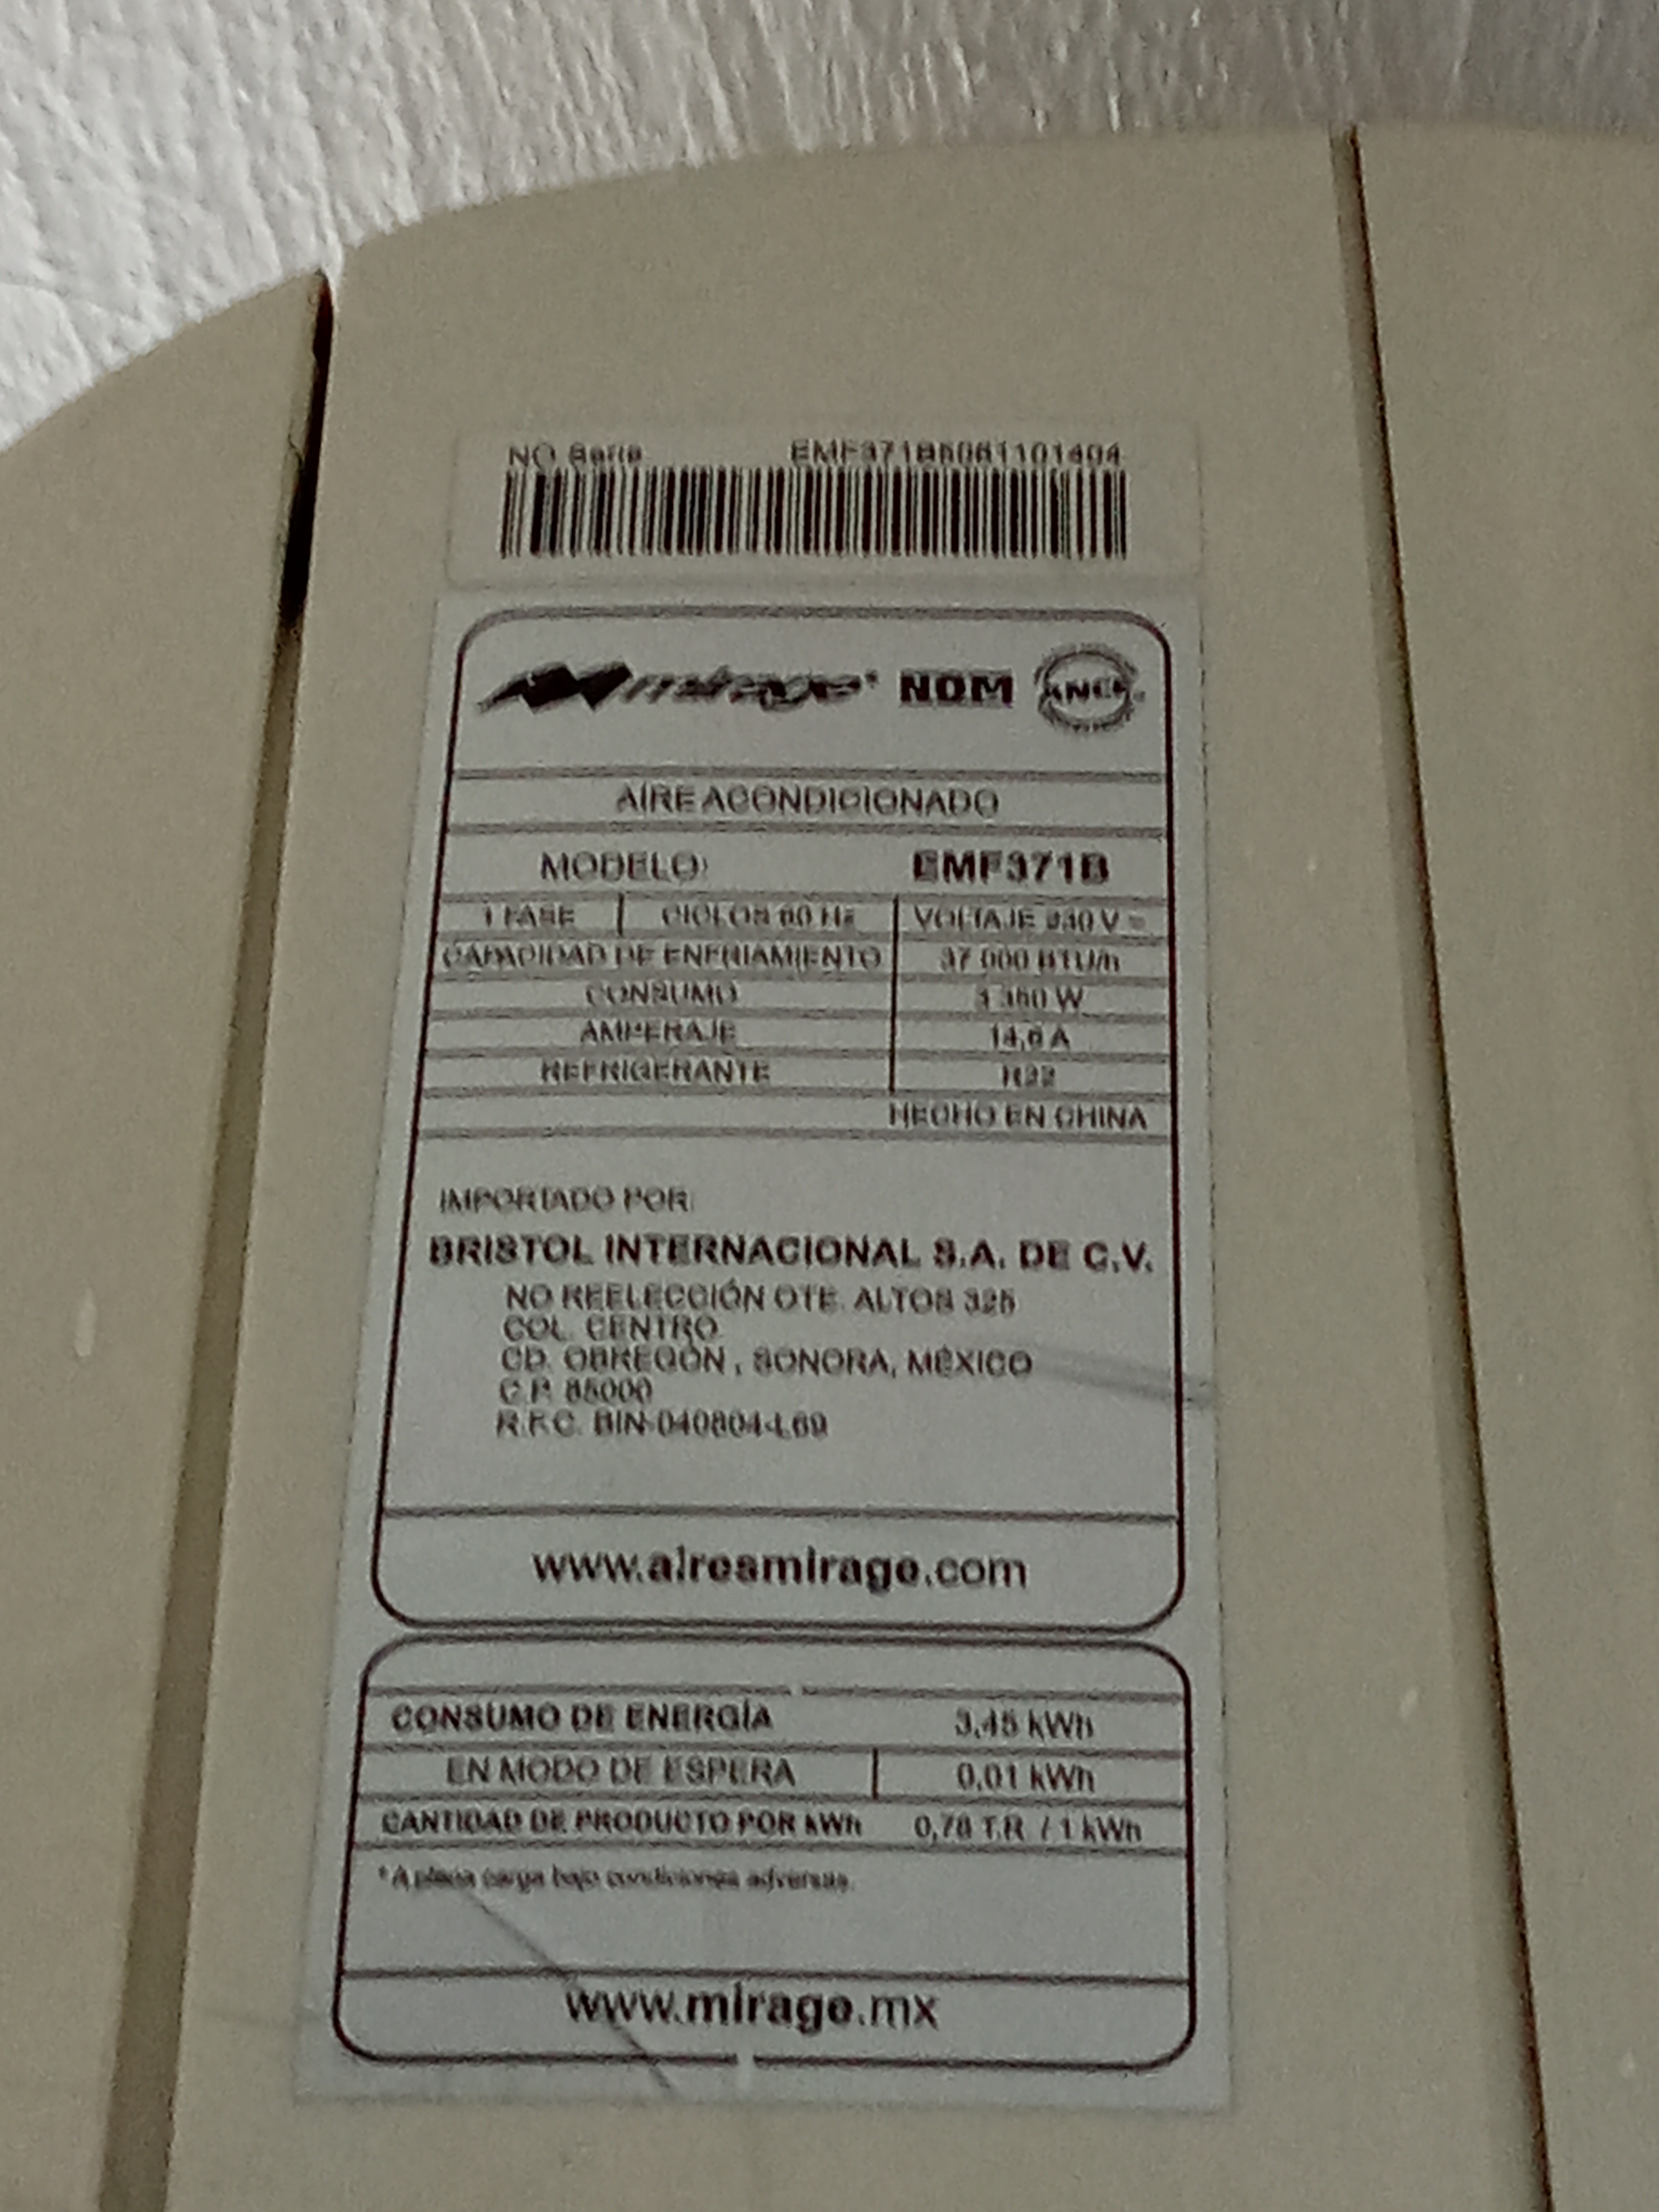 NO.Serie EMF371B5061101404
mirage® NOM ANCE
AIRE ACONDICIONADO
MODELO: EMF371B
1 FASE CICLOS 60 Hz VOLTAJE V
CAPACIDAD DE ENFRIAMIENTO 37 000 BTU/h
CONSUMO 3 350 W
AMPERAJE 14,6 A
REFRIGERANTE R22
HECHO EN CHINA
IMPORTADO POR:
BRISTOL INTERNACIONAL S.A. DE C.V.
NO REELECCIÓN OTE. ALTOS 325
COL. CENTRO
CD. OBREGÓN , SONORA, MÉXICO
C.P. 85000
R.F.C. BIN-040804-L69
www.airesmirage.com
CONSUMO DE ENERGÍA 3,45 kWh
EN MODO DE ESPERA 0,01 kWh
CANTIDAD DE PRODUCTO POR kWh 0,78 T.R. / 1 kWh
* A plena carga bajo condiciones adversas.
www.mirage.mx